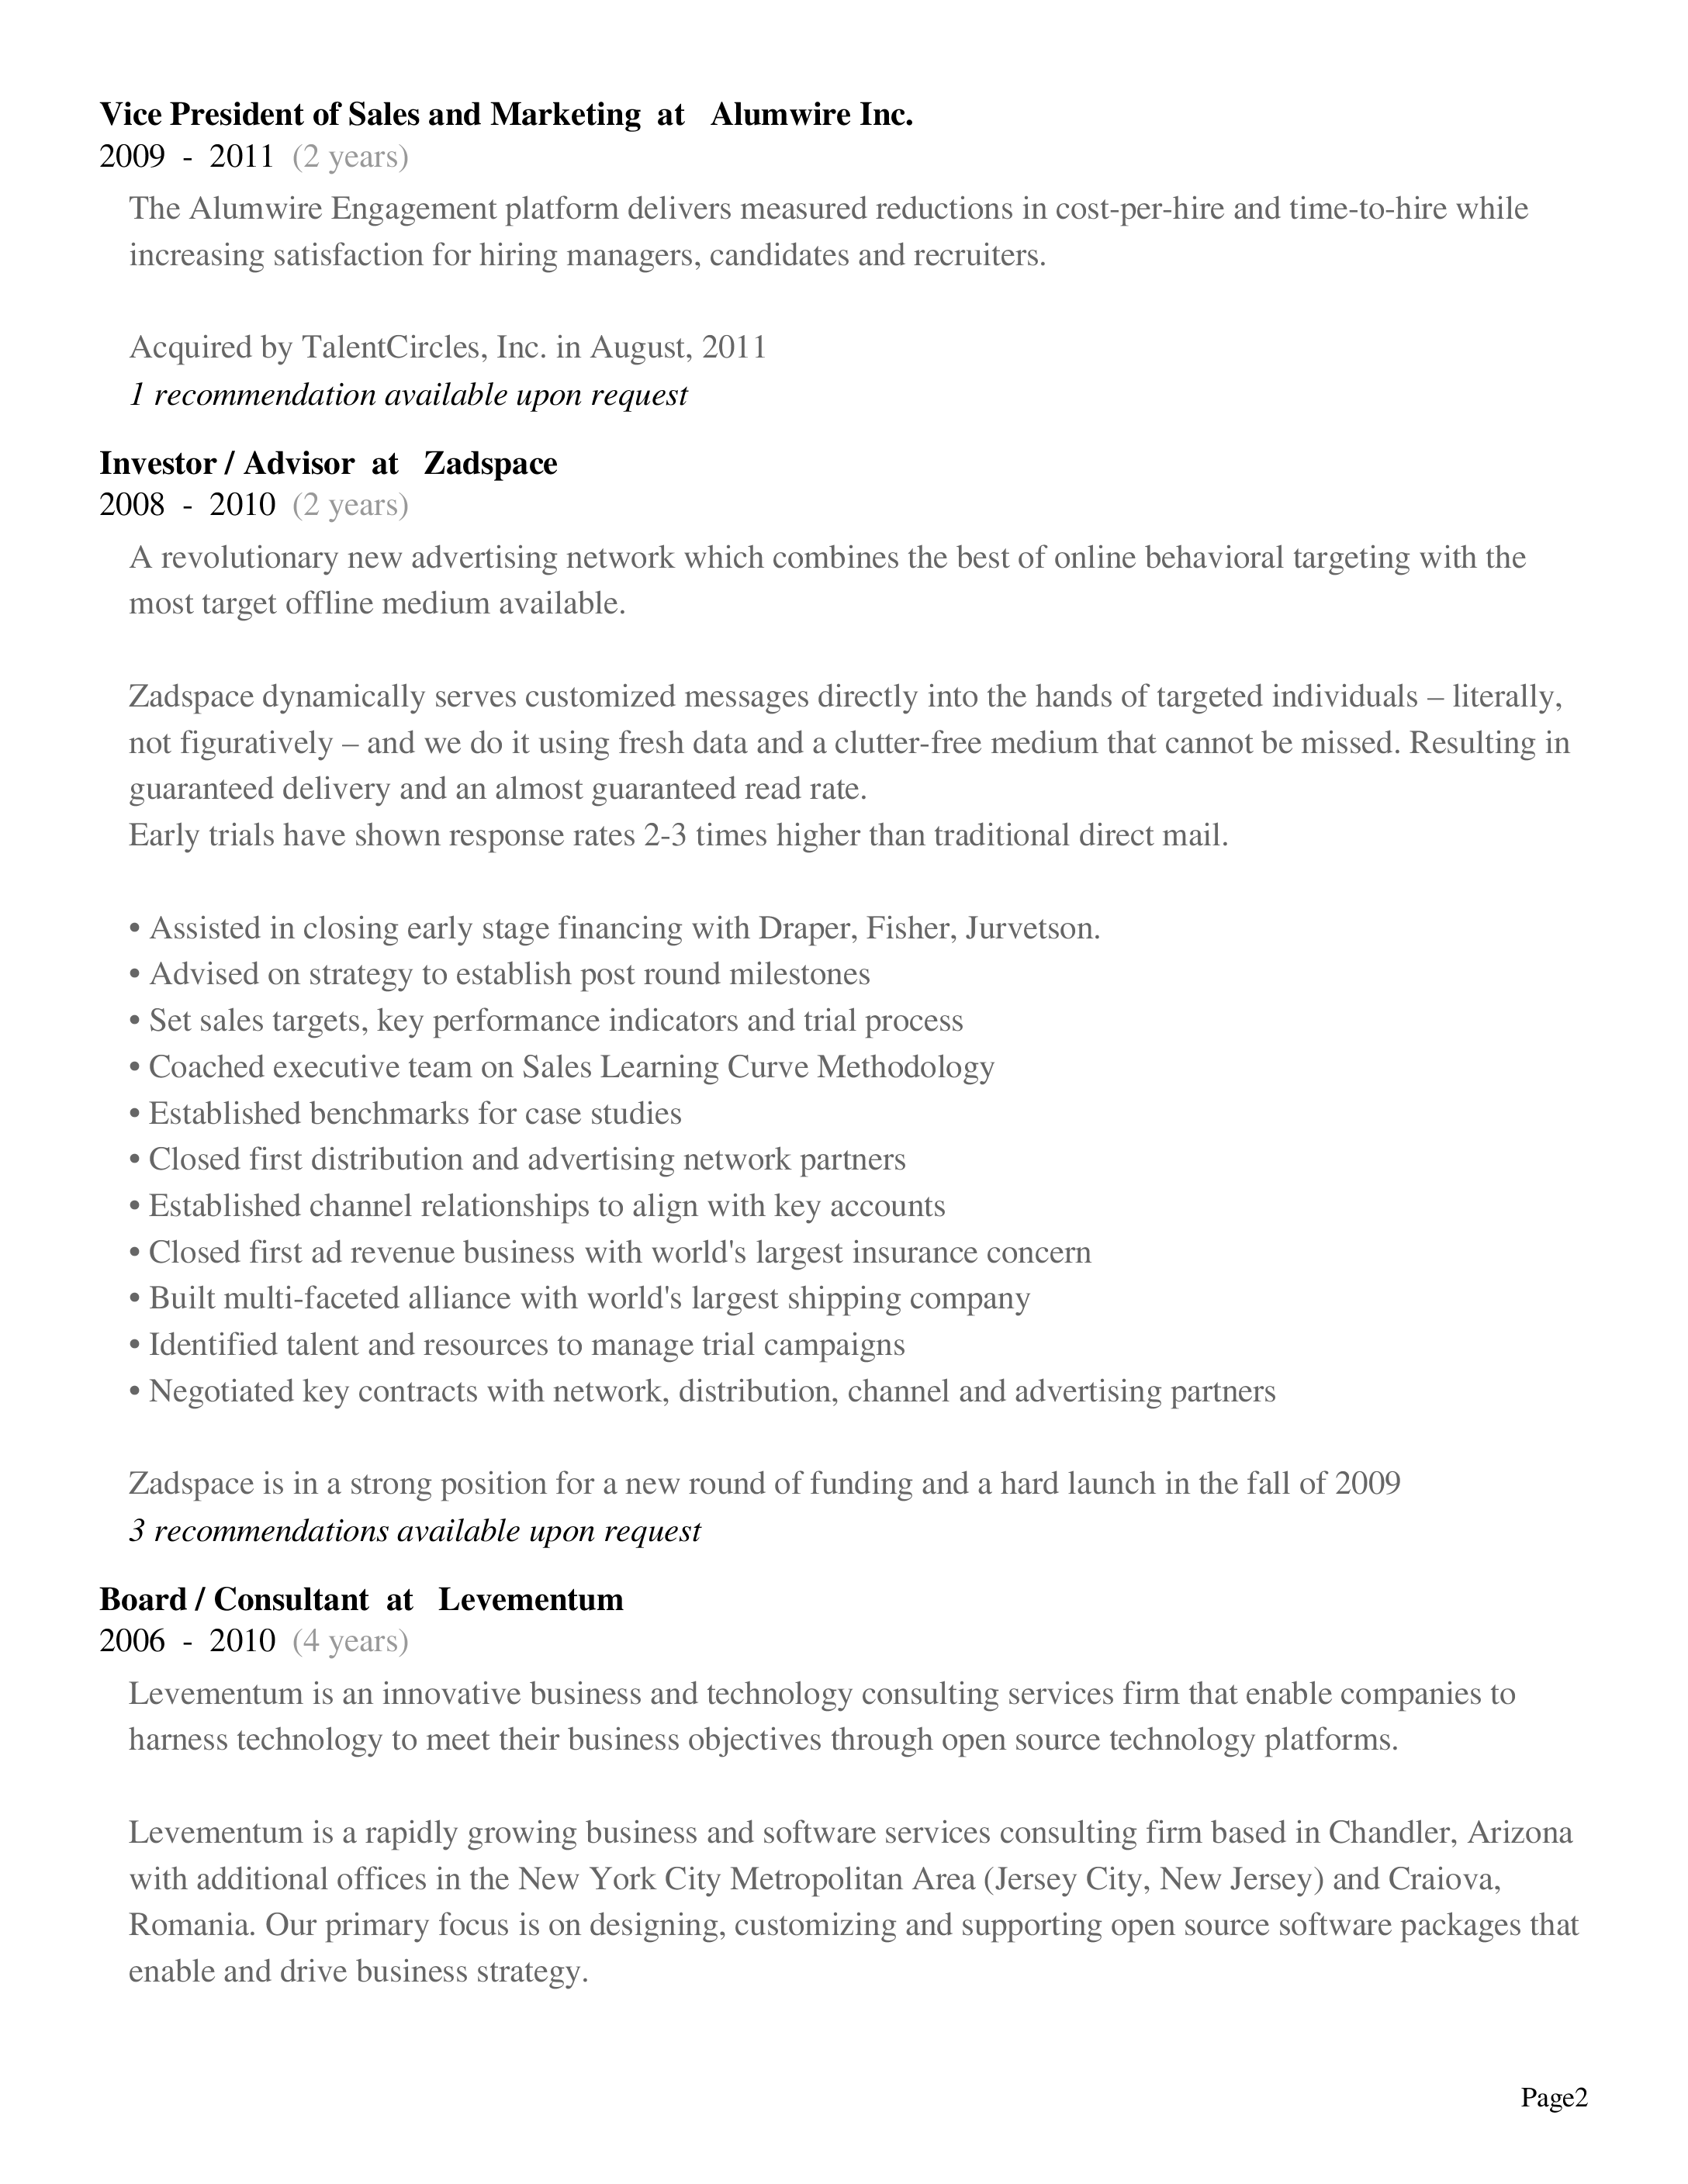 Vice President of Sales and Marketing at Alumwire Inc.
2009 - 2011 (2 years)
The Alumwire Engagement platform delivers measured reductions in cost-per-hire and time-to-hire while
increasing satisfaction for hiring managers, candidates and recruiters.
Acquired by TalentCircles, Inc. in August, 2011
1 recommendation available upon request
Investor / Advisor at Zadspace
2008 - 2010 (2 years)
A revolutionary new advertising network which combines the best of online behavioral targeting with the
most target offline medium available.
Zadspace dynamically serves customized messages directly into the hands of targeted individuals – literally,
not figuratively – and we do it using fresh data and a clutter-free medium that cannot be missed. Resulting in
guaranteed delivery and an almost guaranteed read rate.
Early trials have shown response rates 2-3 times higher than traditional direct mail.
• Assisted in closing early stage financing with Draper, Fisher, Jurvetson.
• Advised on strategy to establish post round milestones
• Set sales targets, key performance indicators and trial process
• Coached executive team on Sales Learning Curve Methodology
• Established benchmarks for case studies
• Closed first distribution and advertising network partners
• Established channel relationships to align with key accounts
• Closed first ad revenue business with world's largest insurance concern
• Built multi-faceted alliance with world's largest shipping company
• Identified talent and resources to manage trial campaigns
• Negotiated key contracts with network, distribution, channel and advertising partners
Zadspace is in a strong position for a new round of funding and a hard launch in the fall of 2009
3 recommendations available upon request
Board / Consultant at Levementum
2006 - 2010 (4 years)
Levementum is an innovative business and technology consulting services firm that enable companies to
harness technology to meet their business objectives through open source technology platforms.
Levementum is a rapidly growing business and software services consulting firm based in Chandler, Arizona
with additional offices in the New York City Metropolitan Area (Jersey City, New Jersey) and Craiova,
Romania. Our primary focus is on designing, customizing and supporting open source software packages that
enable and drive business strategy.
Page2